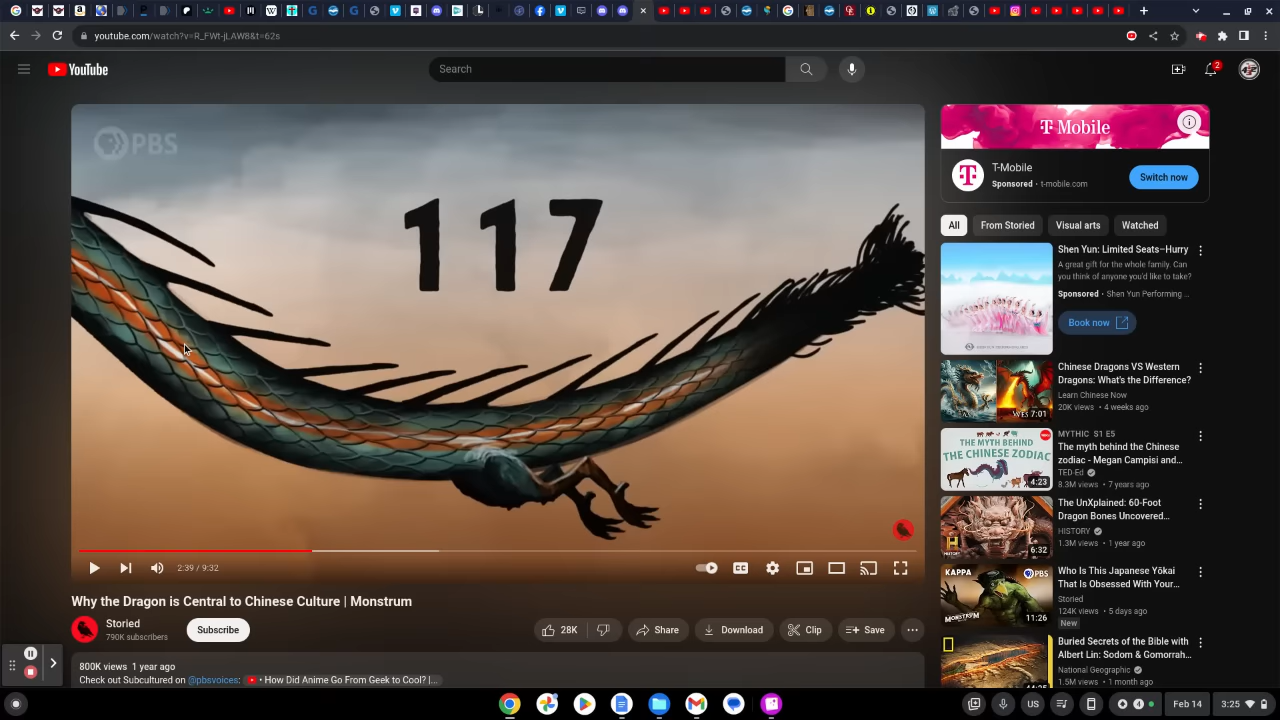 youtube.com/watch?v=R_FWt-jLAW8&t=62s
YouTube
Search
2
PBS
117
2:39 / 9:32
CC
Why the Dragon is Central to Chinese Culture | Monstrum
Storied
790K subscribers
Subscribe
28K
Share
Download
Clip
Save
800K views 1 year ago
Check out Subcultured on @pbsvoices: • How Did Anime Go From Geek to Cool? |...
T Mobile
T-Mobile
Sponsored • t-mobile.com
Switch now
All
From Storied
Visual arts
Watched
Shen Yun: Limited Seats–Hurry
A great gift for the whole family. Can
you think of anyone you'd like to take?
Sponsored • Shen Yun Performing ...
Book now
Chinese Dragons VS Western
Dragons: What's the Difference?
Learn Chinese Now
20K views • 4 weeks ago
7:01
MYTHIC S1 E5
The myth behind the Chinese
zodiac - Megan Campisi and...
TED-Ed
8.3M views • 7 years ago
THE MYTH BEHIND
THE CHINESE ZODIAC
4:23
The UnXplained: 60-Foot
Dragon Bones Uncovered...
HISTORY
1.3M views • 1 year ago
H
HISTORY
6:32
Who Is This Japanese Yōkai
That Is Obsessed With Your...
Storied
124K views • 5 days ago
New
KAPPA
PBS
MONSTRUM
11:26
Buried Secrets of the Bible with
Albert Lin: Sodom & Gomorrah...
National Geographic
1.5M views • 1 month ago
44:25
US
4
Feb 14
3:25